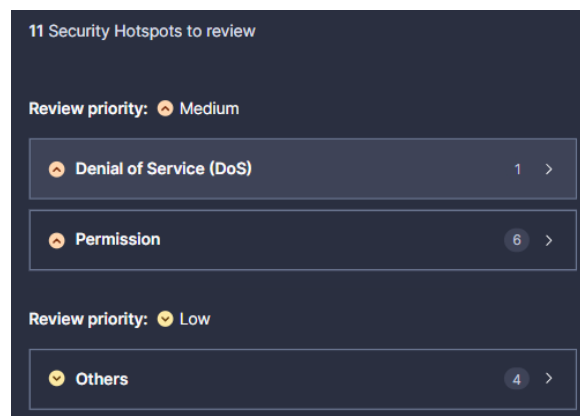 11 Security Hotspots to review
Review priority: Medium
Denial of Service (DoS) 1
Permission 6
Review priority: Low
Others 4